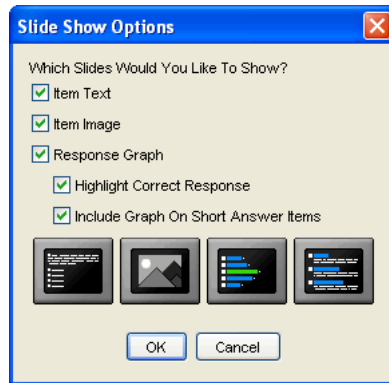 Slide Show Options
Which Slides Would You Like To Show?
Item Text
Item Image
Response Graph
Highlight Correct Response
Include Graph On Short Answer Items
OK
Cancel